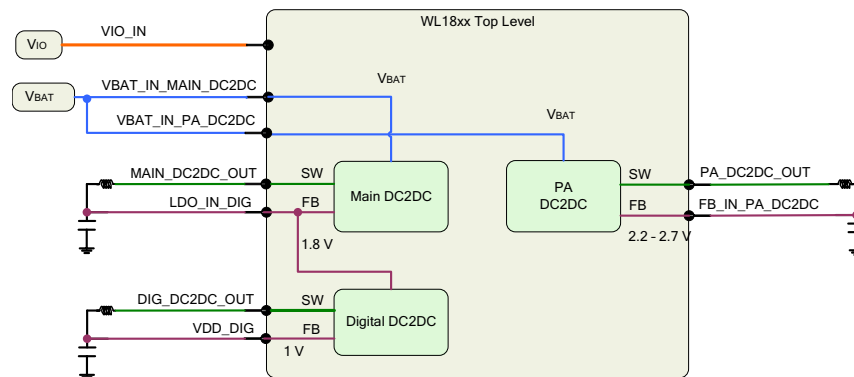 WL18xx Top Level
VIO
VIO_IN
VBAT
VBAT_IN_MAIN_DC2DC
VBAT
VBAT_IN_PA_DC2DC
VBAT
MAIN_DC2DC_OUT
SW
Main DC2DC
LDO_IN_DIG
FB
1.8 V
PA
DC2DC
SW
PA_DC2DC_OUT
FB
FB_IN_PA_DC2DC
2.2 - 2.7 V
DIG_DC2DC_OUT
SW
Digital DC2DC
VDD_DIG
FB
1 V